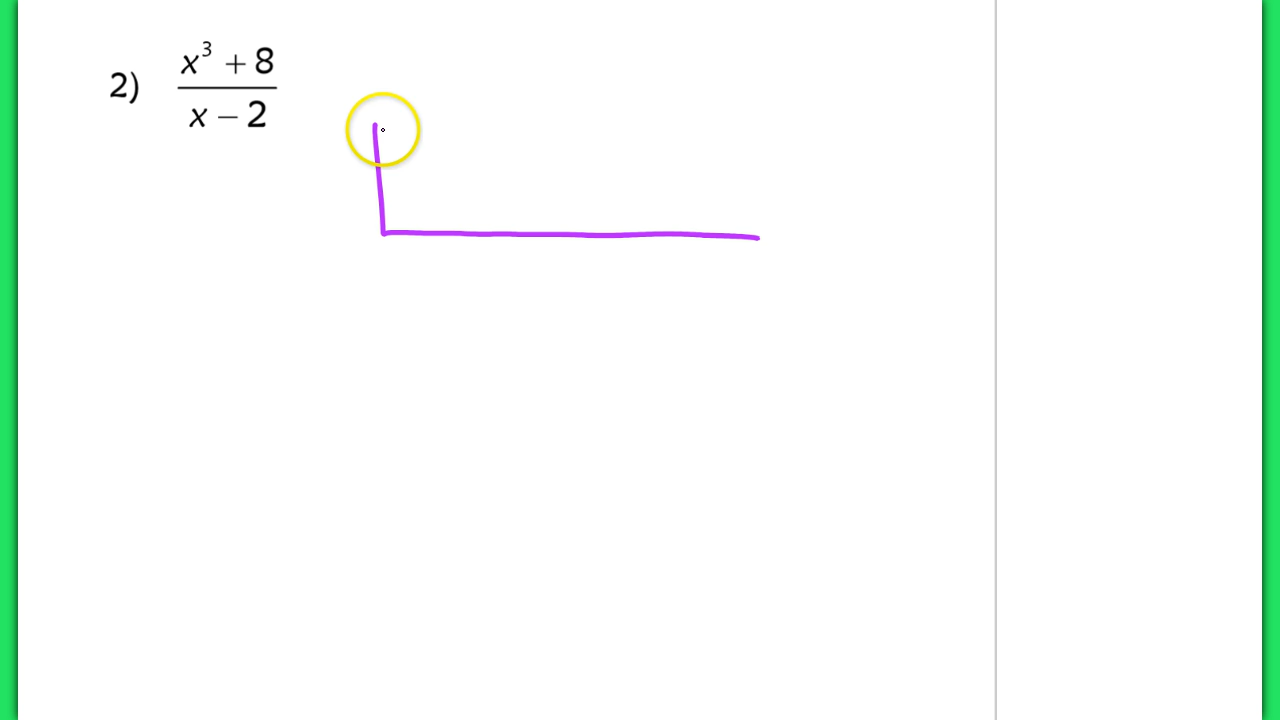 2) x³ + 8
x − 2